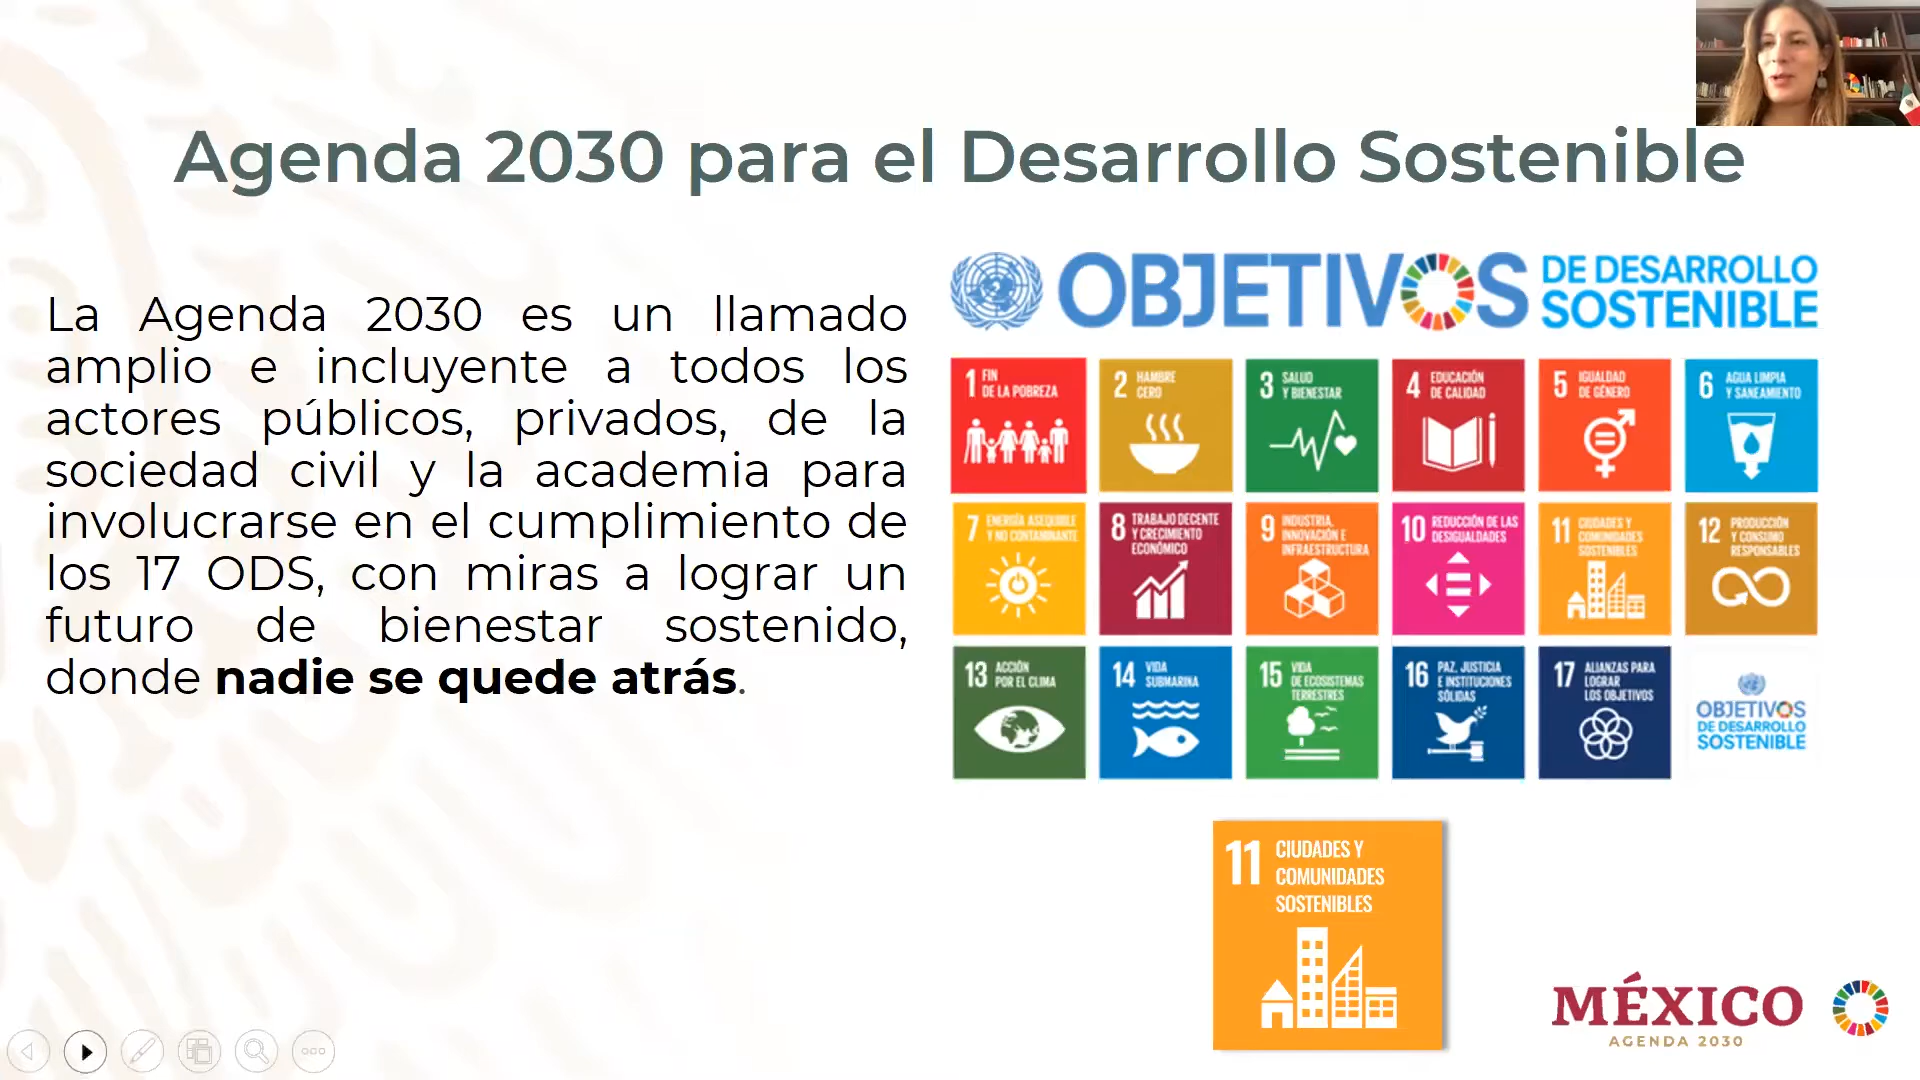 Agenda 2030 para el Desarrollo Sostenible
La Agenda 2030 es un llamado
amplio e incluyente a todos los
actores públicos, privados, de la
sociedad civil y la academia para
involucrarse en el cumplimiento de
los 17 ODS, con miras a lograr un
futuro de bienestar sostenido,
donde nadie se quede atrás.
OBJETIVOS
DE DESARROLLO
SOSTENIBLE
1 FIN
DE LA POBREZA
2 HAMBRE
CERO
3 SALUD
Y BIENESTAR
4 EDUCACIÓN
DE CALIDAD
5 IGUALDAD
DE GÉNERO
6 AGUA LIMPIA
Y SANEAMIENTO
7 ENERGÍA ASEQUIBLE
Y NO CONTAMINANTE
8 TRABAJO DECENTE
Y CRECIMIENTO
ECONÓMICO
9 INDUSTRIA,
INNOVACIÓN E
INFRAESTRUCTURA
10 REDUCCIÓN DE LAS
DESIGUALDADES
11 CIUDADES Y
COMUNIDADES
SOSTENIBLES
12 PRODUCCIÓN
Y CONSUMO
RESPONSABLES
13 ACCIÓN
POR EL CLIMA
14 VIDA
SUBMARINA
15 VIDA
DE ECOSISTEMAS
TERRESTRES
16 PAZ, JUSTICIA
E INSTITUCIONES
SÓLIDAS
17 ALIANZAS PARA
LOGRAR
LOS OBJETIVOS
OBJETIVOS
DE DESARROLLO
SOSTENIBLE
11 CIUDADES Y
COMUNIDADES
SOSTENIBLES
MÉXICO
AGENDA 2030